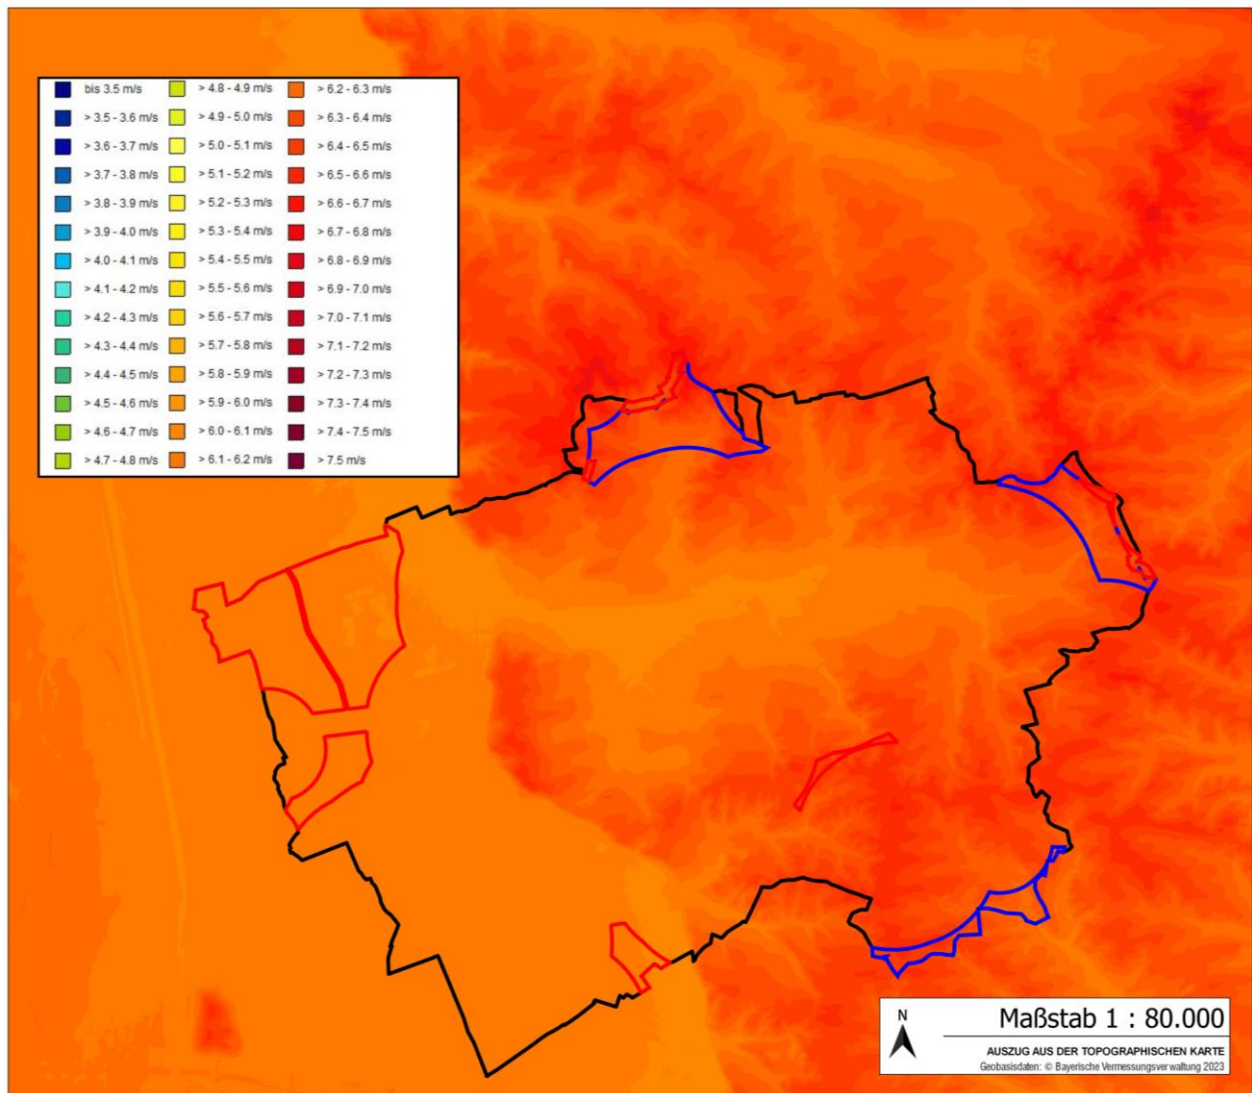 bis 3.5 m/s
> 3.5 - 3.6 m/s
> 3.6 - 3.7 m/s
> 3.7 - 3.8 m/s
> 3.8 - 3.9 m/s
> 3.9 - 4.0 m/s
> 4.0 - 4.1 m/s
> 4.1 - 4.2 m/s
> 4.2 - 4.3 m/s
> 4.3 - 4.4 m/s
> 4.4 - 4.5 m/s
> 4.5 - 4.6 m/s
> 4.6 - 4.7 m/s
> 4.7 - 4.8 m/s
> 4.8 - 4.9 m/s
> 4.9 - 5.0 m/s
> 5.0 - 5.1 m/s
> 5.1 - 5.2 m/s
> 5.2 - 5.3 m/s
> 5.3 - 5.4 m/s
> 5.4 - 5.5 m/s
> 5.5 - 5.6 m/s
> 5.6 - 5.7 m/s
> 5.7 - 5.8 m/s
> 5.8 - 5.9 m/s
> 5.9 - 6.0 m/s
> 6.0 - 6.1 m/s
> 6.1 - 6.2 m/s
> 6.2 - 6.3 m/s
> 6.3 - 6.4 m/s
> 6.4 - 6.5 m/s
> 6.5 - 6.6 m/s
> 6.6 - 6.7 m/s
> 6.7 - 6.8 m/s
> 6.8 - 6.9 m/s
> 6.9 - 7.0 m/s
> 7.0 - 7.1 m/s
> 7.1 - 7.2 m/s
> 7.2 - 7.3 m/s
> 7.3 - 7.4 m/s
> 7.4 - 7.5 m/s
> 7.5 m/s
N
Maßstab 1 : 80.000
AUSZUG AUS DER TOPOGRAPHISCHEN KARTE
Geobasisdaten: © Bayerische Vermessungsverwaltung 2023